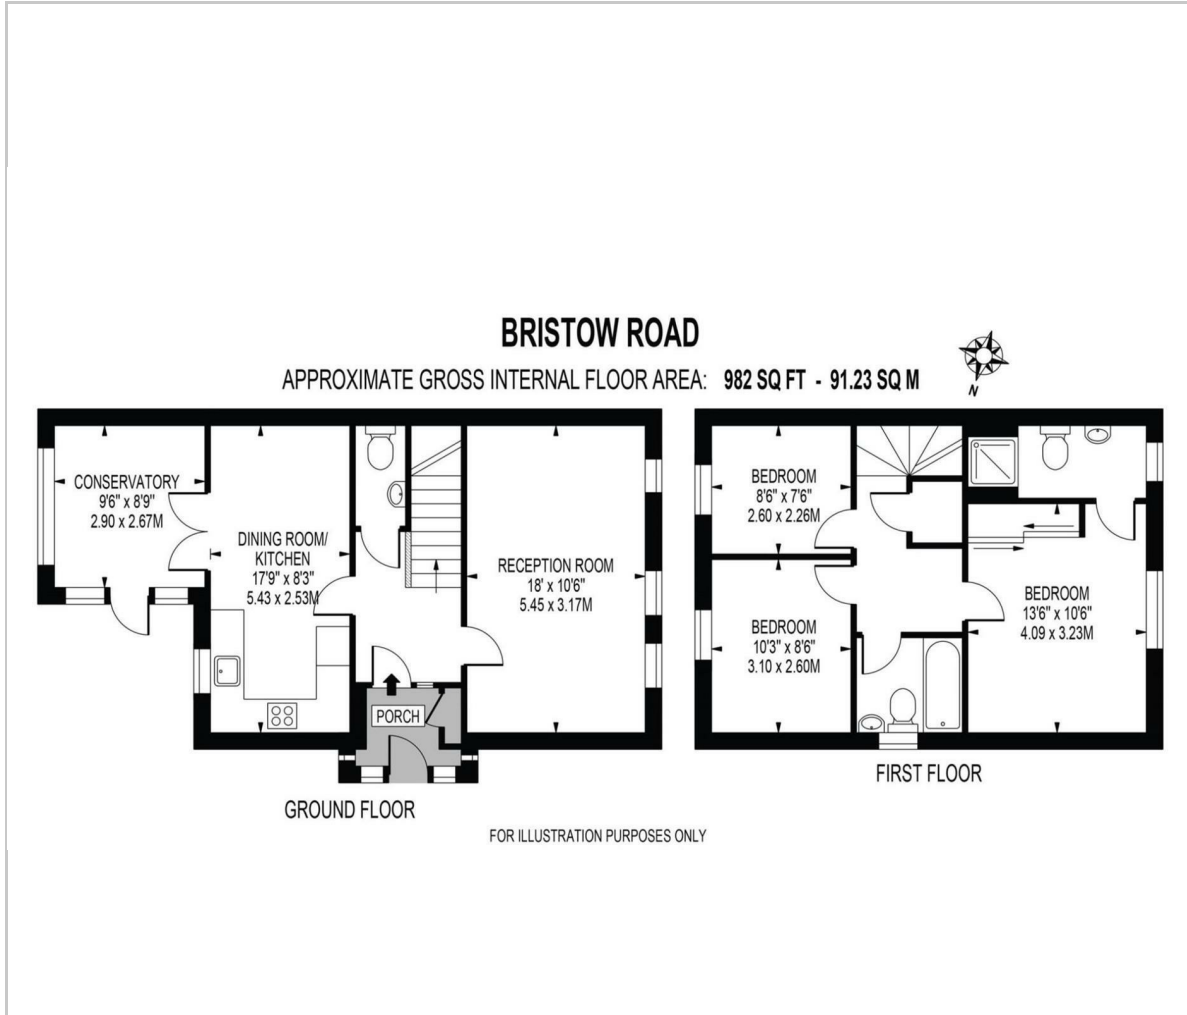 BRISTOW ROAD
APPROXIMATE GROSS INTERNAL FLOOR AREA: 982 SQ FT - 91.23 SQ M
N
CONSERVATORY
9'6" x 8'9"
2.90 x 2.67M
DINING ROOM/
KITCHEN
17'9" x 8'3"
5.43 x 2.53M
RECEPTION ROOM
18' x 10'6"
5.45 x 3.17M
PORCH
GROUND FLOOR
BEDROOM
8'6" x 7'6"
2.60 x 2.26M
BEDROOM
10'3" x 8'6"
3.10 x 2.60M
BEDROOM
13'6" x 10'6"
4.09 x 3.23M
FIRST FLOOR
FOR ILLUSTRATION PURPOSES ONLY